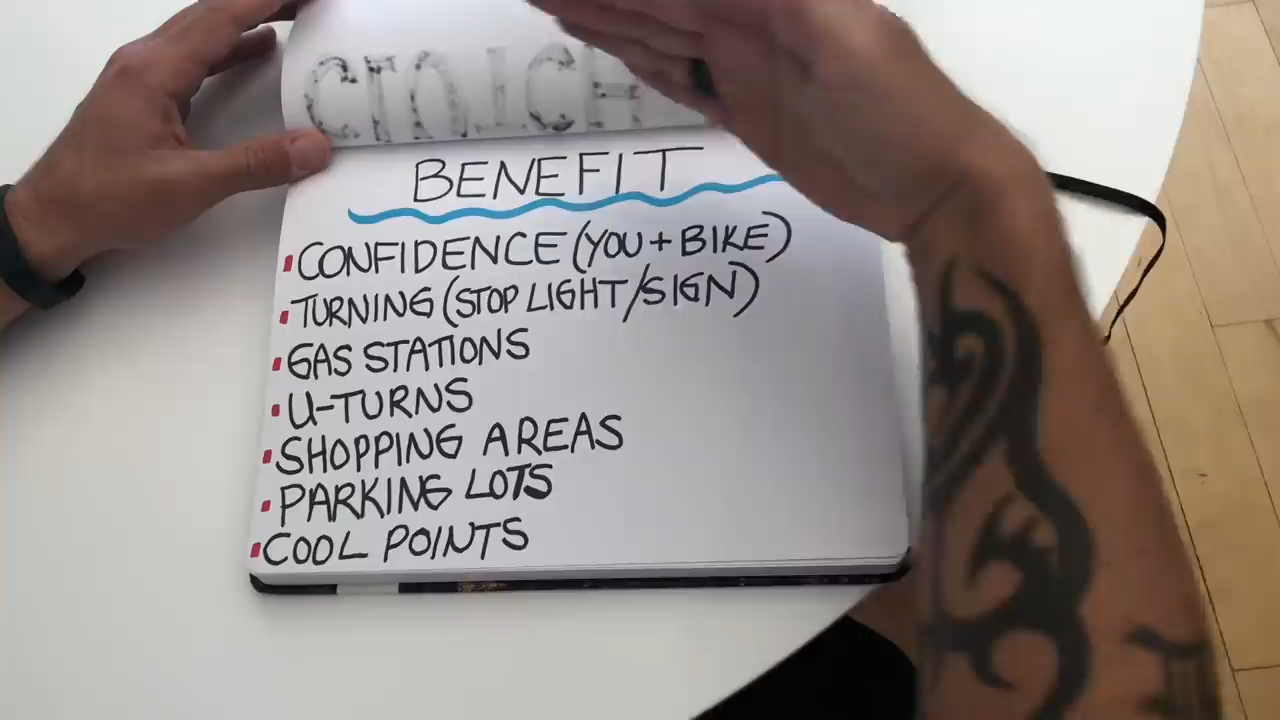 BENEFIT
CONFIDENCE (YOU + BIKE)
TURNING (STOP LIGHT/SIGN)
GAS STATIONS
U-TURNS
SHOPPING AREAS
PARKING LOTS
COOL POINTS